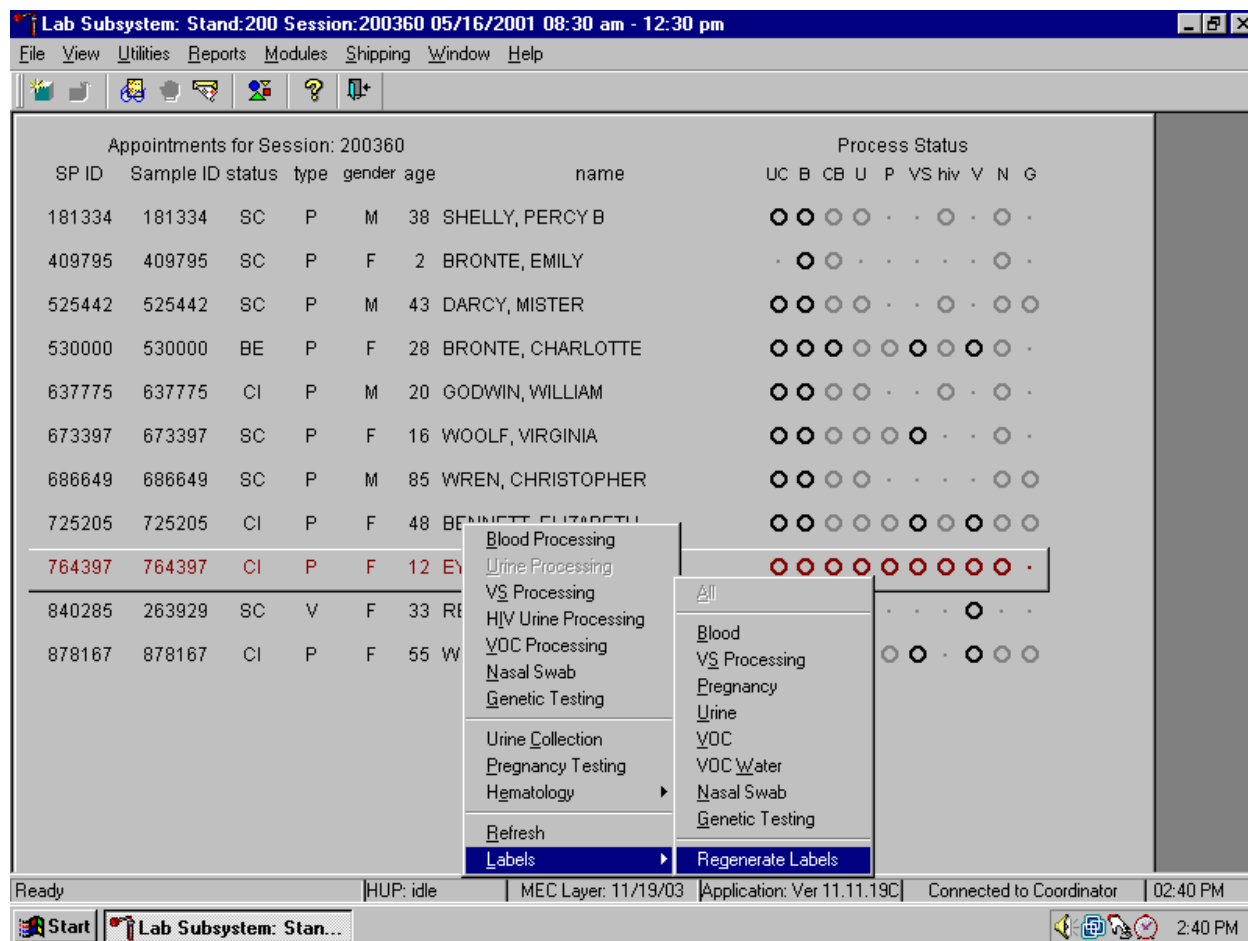 Lab Subsystem: Stand:200 Session:200360 05/16/2001 08:30 am - 12:30 pm
File View Utilities Reports Modules Shipping Window Help
Appointments for Session: 200360 Process Status
SP ID Sample ID status type gender age name UC B CB U P VS hiv V N G
181334 181334 SC P M 38 SHELLY, PERCY B
409795 409795 SC P F 2 BRONTE, EMILY
525442 525442 SC P M 43 DARCY, MISTER
530000 530000 BE P F 28 BRONTE, CHARLOTTE
637775 637775 CI P M 20 GODWIN, WILLIAM
673397 673397 SC P F 16 WOOLF, VIRGINIA
686649 686649 SC P M 85 WREN, CHRISTOPHER
725205 725205 CI P F 48 BENNETT, ELIZABETH
764397 764397 CI P F 12
840285 263929 SC V F 33
878167 878167 CI P F 55
Blood Processing
Urine Processing
VS Processing
HIV Urine Processing
VOC Processing
Nasal Swab
Genetic Testing
Urine Collection
Pregnancy Testing
Hematology
Refresh
Labels
All
Blood
VS Processing
Pregnancy
Urine
VOC
VOC Water
Nasal Swab
Genetic Testing
Regenerate Labels
Ready HUP: idle MEC Layer: 11/19/03 Application: Ver 11.11.19C Connected to Coordinator 02:40 PM
Start Lab Subsystem: Stan... 2:40 PM